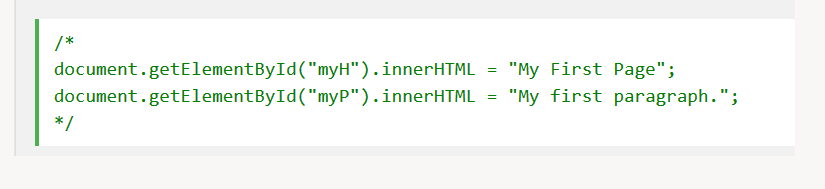 /*
document.getElementById("myH").innerHTML = "My First Page";
document.getElementById("myP").innerHTML = "My first paragraph.";
*/